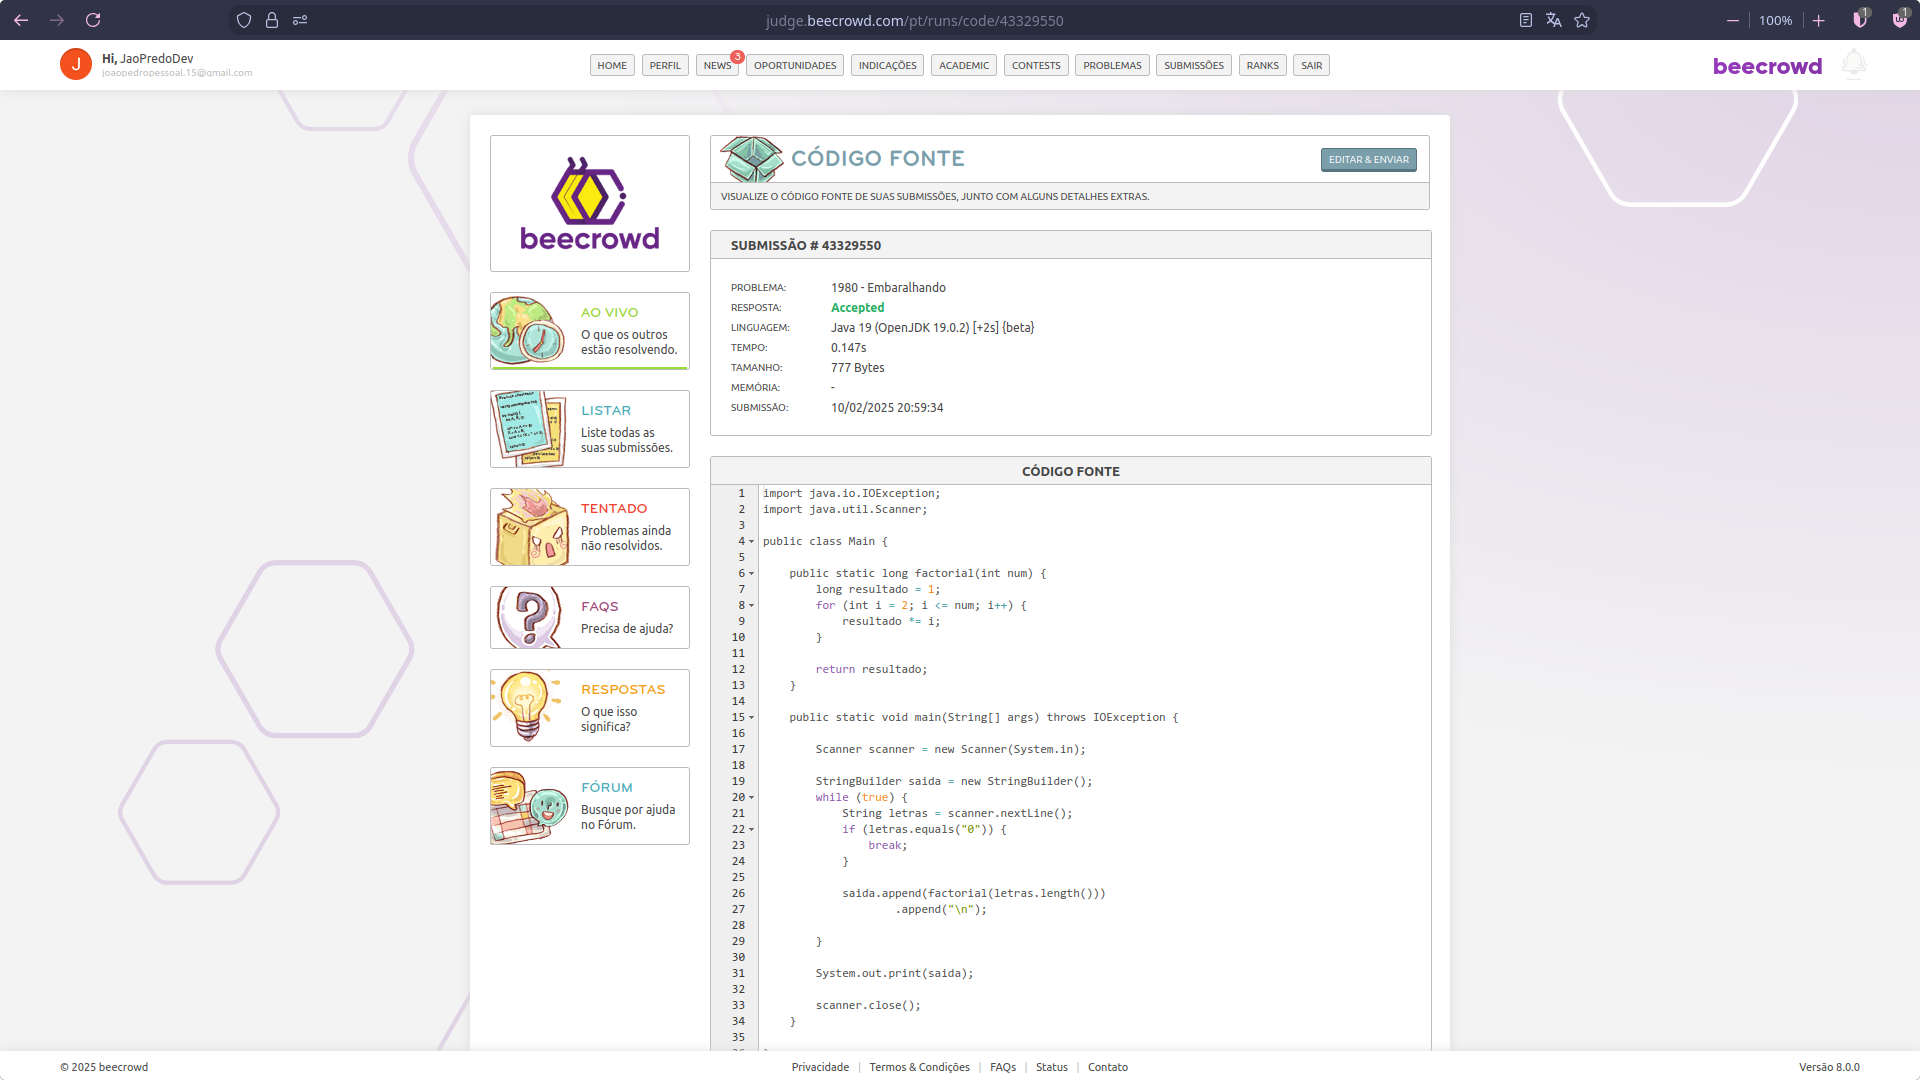 judge.beecrowd.com/pt/runs/code/43329550
100%
1
1
J
Hi, JaoPredoDev
joaopedropessoal.15@gmail.com
HOME
PERFIL
NEWS
3
OPORTUNIDADES
INDICAÇÕES
ACADEMIC
CONTESTS
PROBLEMAS
SUBMISSÕES
RANKS
SAIR
beecrowd
beecrowd
AO VIVO
O que os outros
estão resolvendo.
LISTAR
Liste todas as
suas submissões.
TENTADO
Problemas ainda
não resolvidos.
FAQS
Precisa de ajuda?
RESPOSTAS
O que isso
significa?
FÓRUM
Busque por ajuda
no Fórum.
CÓDIGO FONTE
EDITAR & ENVIAR
VISUALIZE O CÓDIGO FONTE DE SUAS SUBMISSÕES, JUNTO COM ALGUNS DETALHES EXTRAS.
SUBMISSÃO # 43329550
PROBLEMA: 1980 - Embaralhando
RESPOSTA: Accepted
LINGUAGEM: Java 19 (OpenJDK 19.0.2) [+2s] {beta}
TEMPO: 0.147s
TAMANHO: 777 Bytes
MEMÓRIA: -
SUBMISSÃO: 10/02/2025 20:59:34
CÓDIGO FONTE
1 import java.io.IOException;
2 import java.util.Scanner;
3
4 public class Main {
5
6     public static long factorial(int num) {
7         long resultado = 1;
8         for (int i = 2; i <= num; i++) {
9             resultado *= i;
10         }
11
12         return resultado;
13     }
14
15     public static void main(String[] args) throws IOException {
16
17         Scanner scanner = new Scanner(System.in);
18
19         StringBuilder saida = new StringBuilder();
20         while (true) {
21             String letras = scanner.nextLine();
22             if (letras.equals("0")) {
23                 break;
24             }
25
26             saida.append(factorial(letras.length()))
27                     .append("\n");
28
29         }
30
31         System.out.print(saida);
32
33         scanner.close();
34     }
35
© 2025 beecrowd
Privacidade | Termos & Condições | FAQs | Status | Contato
Versão 8.0.0